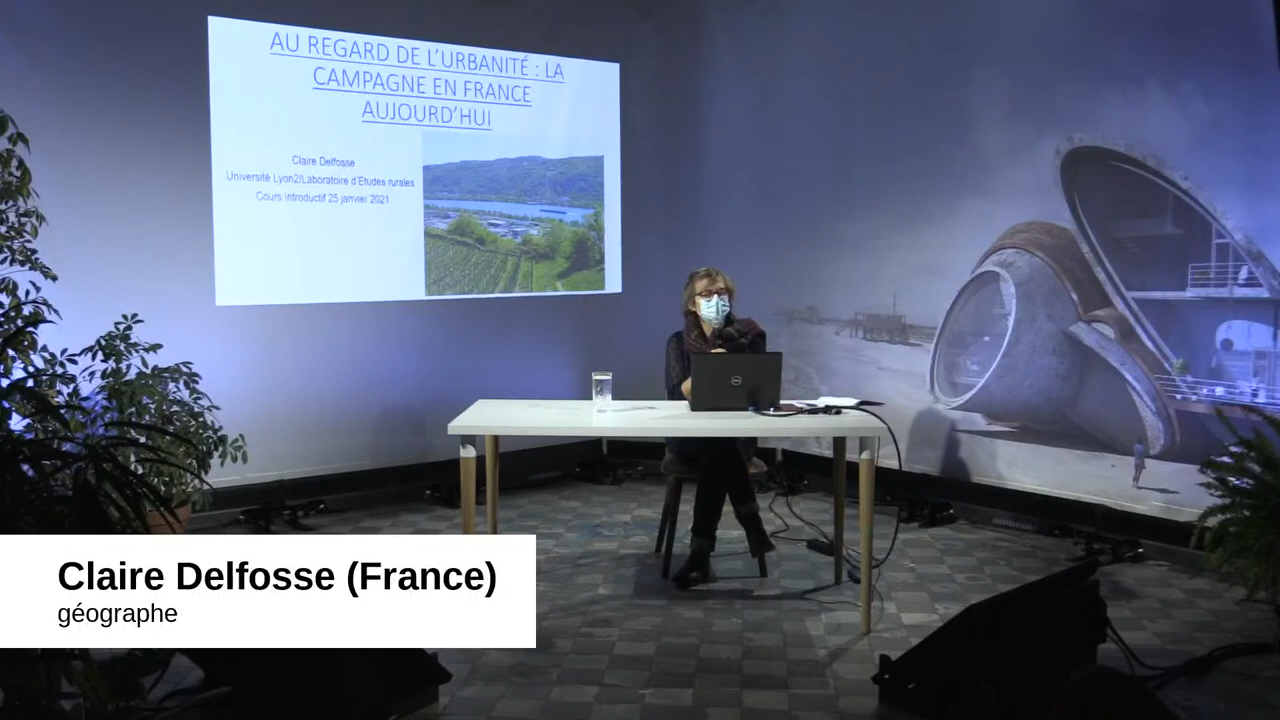 AU REGARD DE L'URBANITÉ : LA
CAMPAGNE EN FRANCE
AUJOURD'HUI
Claire Delfosse
Université Lyon2/Laboratoire d'Etudes rurales
Cours introductif 25 janvier 2021
DELL
Claire Delfosse (France)
géographe